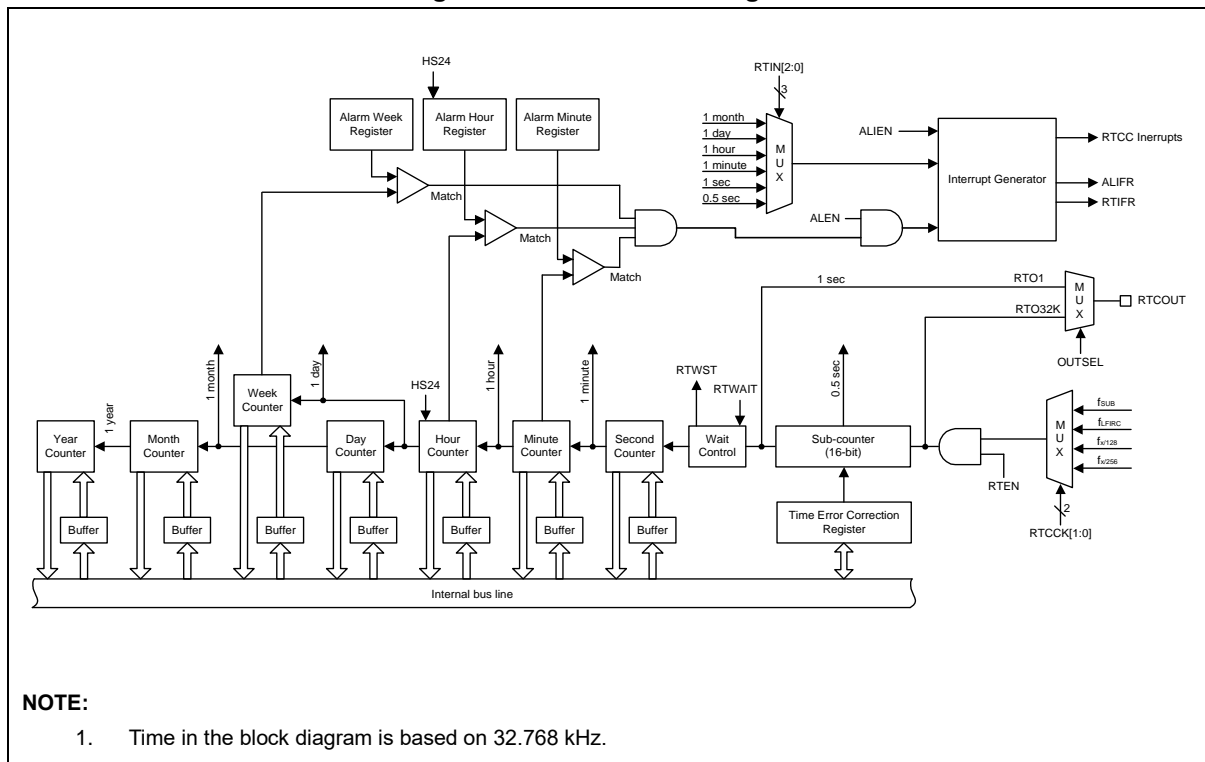 HS24
RTIN[2:0]
3
Alarm Week
Register
Alarm Hour
Register
Alarm Minute
Register
1 month
1 day
1 hour
1 minute
1 sec
0.5 sec
M
U
X
ALIEN
Interrupt Generator
RTCC Inerrupts
ALIFR
RTIFR
Match
Match
Match
ALEN
1 sec
RTO1
RTO32K
M
U
X
RTCOUT
OUTSEL
1 month
1 day
1 hour
1 minute
0.5 sec
RTWST
RTWAIT
HS24
Week
Counter
1 year
Year
Counter
Month
Counter
Day
Counter
Hour
Counter
Minute
Counter
Second
Counter
Wait
Control
Sub-counter
(16-bit)
RTEN
M
U
X
fSUB
fLFIRC
fx/128
fx/256
2
RTCCK[1:0]
Buffer
Buffer
Buffer
Buffer
Buffer
Buffer
Buffer
Time Error Correction
Register
Internal bus line
NOTE:
1. Time in the block diagram is based on 32.768 kHz.